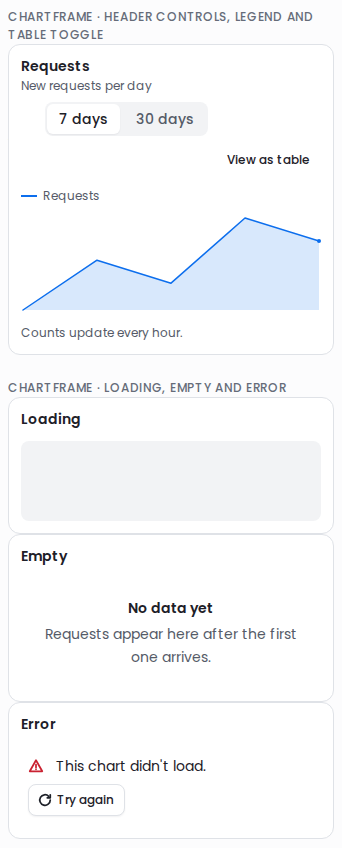 CHARTFRAME · HEADER CONTROLS, LEGEND AND
TABLE TOGGLE
Requests
New requests per day
7 days 30 days
View as table
Requests
Counts update every hour.
CHARTFRAME · LOADING, EMPTY AND ERROR
Loading
Empty
No data yet
Requests appear here after the first
one arrives.
Error
This chart didn't load.
Try again